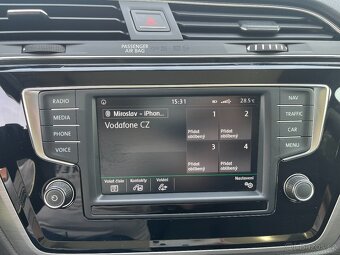 PASSENGER
AIR BAG
RADIO
MEDIA
PHONE
VOICE
NAV
TRAFFIC
CAR
MENU
15:31
28.5°C
Miroslav - iPhon...
Vodafone CZ
1 2
Přidat oblíbený
Přidat oblíbený
3 4
Přidat oblíbený
Přidat oblíbený
Volat číslo
Kontakty
Volání
Nastavení